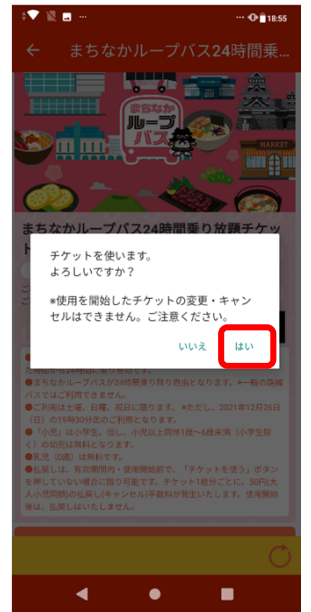 18:55
まちなかループバス24時間乗…
まちなか
ループ
バス
MARKET
まちなかループバス24時間乗り放題チケッ
チケットを使います。
よろしいですか？
※使用を開始したチケットの変更・キャン
セルはできません。ご注意ください。
いいえ はい
●まちなかループバスが24時間乗り降り自由となります。※一般の路線
バスではご利用できません。
●ご利用は土曜、日曜、祝日に限ります。※ただし、2021年12月26日
（日）の19時30分迄のご利用となります。
●「小児」は小学生。但し、小児以上同伴1歳～6歳未満（小学生除
く）の幼児は無料となります。
●乳児（0歳）は無料です。
●払戻しは、有効期間内・使用開始前で、「チケットを使う」ボタン
を押していない場合に限り可能です。チケット1枚分ごとに、50円(大
人小児同額)の払戻し(キャンセル)手数料が発生いたします。使用開始
後は、払戻しはいたしません。